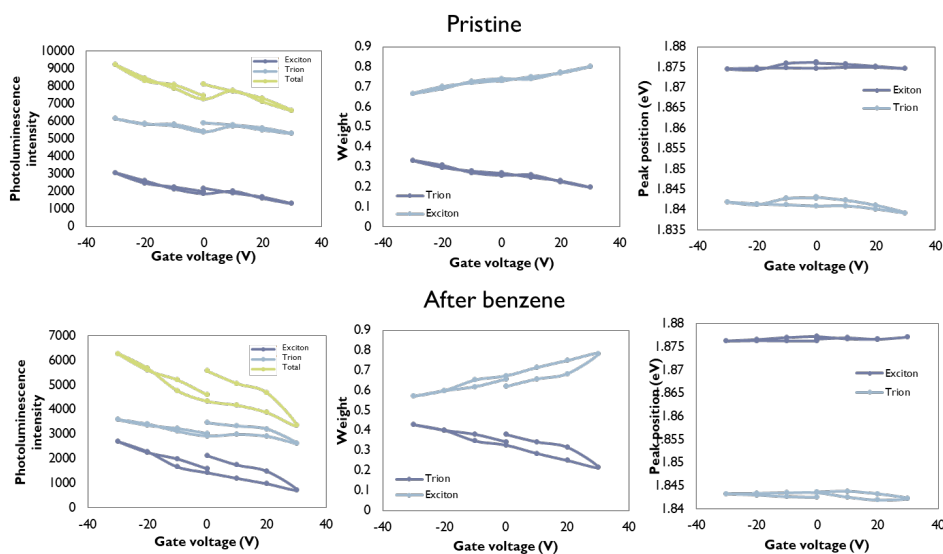 Pristine
Photoluminescence
intensity
10000
9000
8000
7000
6000
5000
4000
3000
2000
1000
0
-40
-20
0
20
40
Gate voltage (V)
Exciton
Trion
Total
Weight
0.9
0.8
0.7
0.6
0.5
0.4
0.3
0.2
0.1
0
-40
-20
0
20
40
Gate voltage (V)
Trion
Exciton
Peak position (eV)
1.88
1.875
1.87
1.865
1.86
1.855
1.85
1.845
1.84
1.835
-40
-20
0
20
40
Gate voltage (V)
Exiton
Trion
After benzene
Photoluminescence
intensity
7000
6000
5000
4000
3000
2000
1000
0
-40
-20
0
20
40
Gate voltage (V)
Exciton
Trion
Total
Weight
0.9
0.8
0.7
0.6
0.5
0.4
0.3
0.2
0.1
0
-40
-20
0
20
40
Gate voltage (V)
Trion
Exciton
Peak position (eV)
1.88
1.875
1.87
1.865
1.86
1.855
1.85
1.845
1.84
-40
-20
0
20
40
Gate voltage (V)
Exciton
Trion